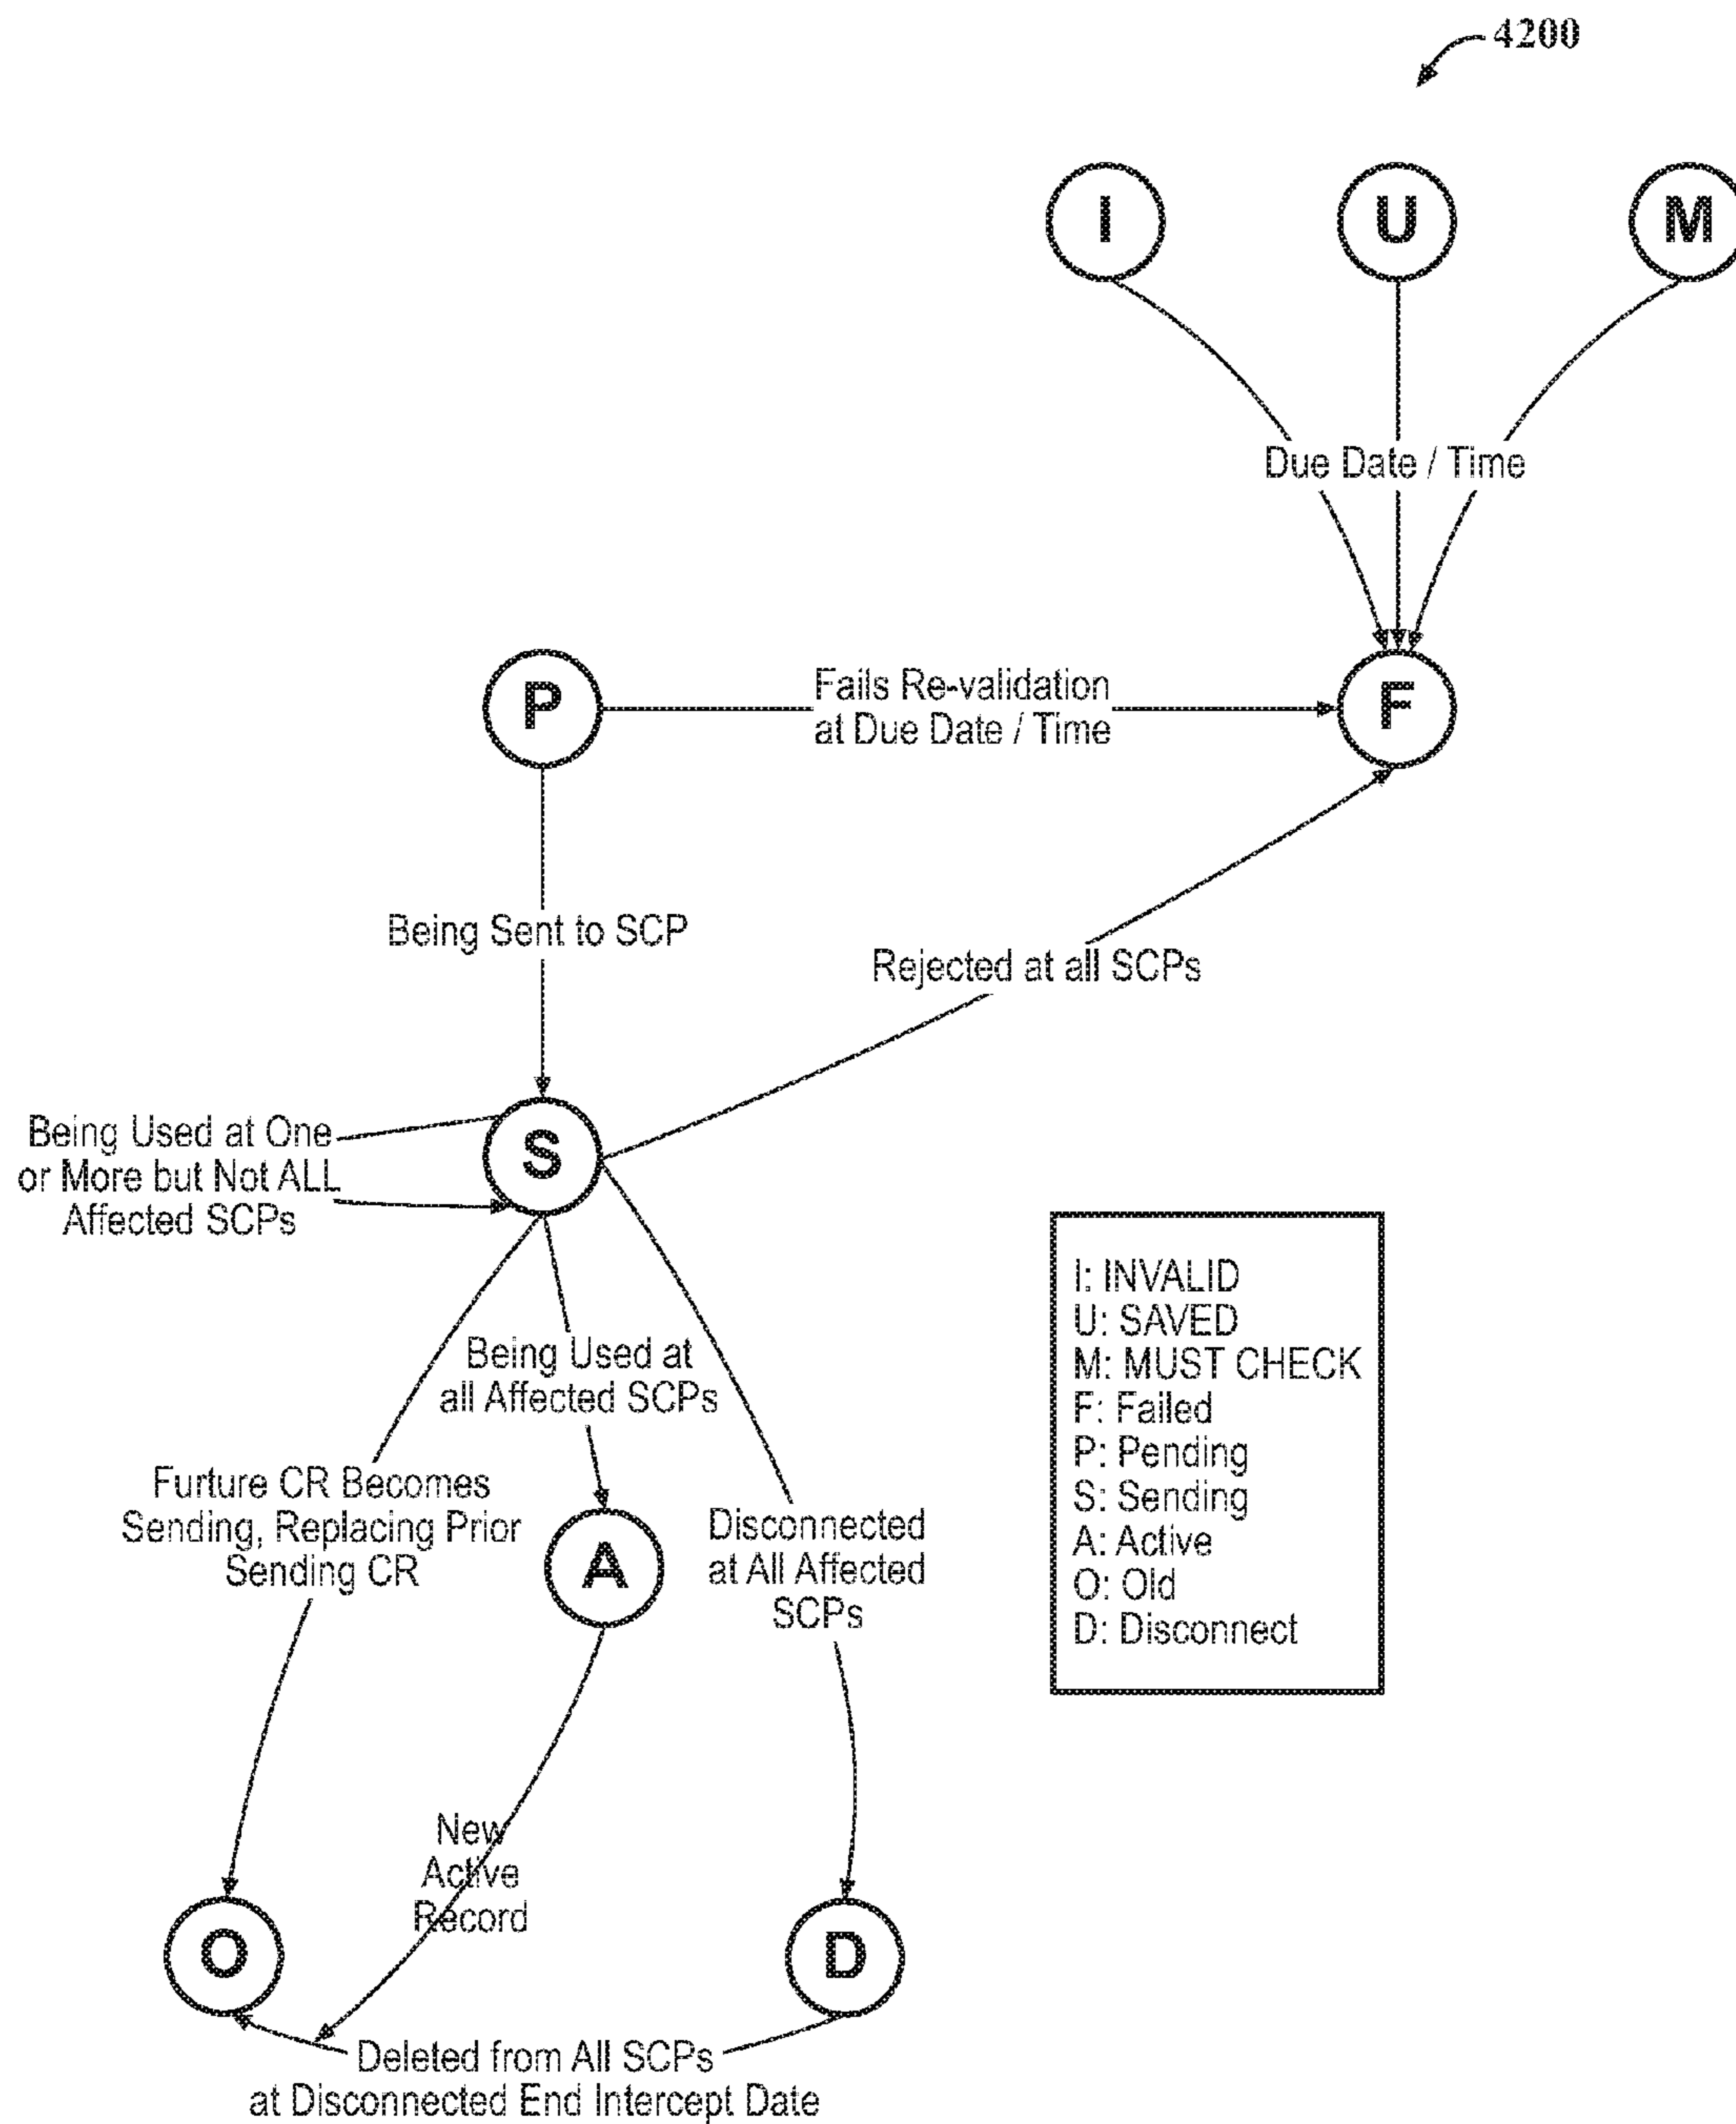 4200
I
U
M
Due Date / Time
P
Fails Re-validation
at Due Date / Time
F
Being Sent to SCP
Rejected at all SCPs
Being Used at One
or More but Not ALL
Affected SCPs
S
Being Used at
all Affected SCPs
Furture CR Becomes
Sending, Replacing Prior
Sending CR
A
Disconnected
at All Affected
SCPs
I: INVALID
U: SAVED
M: MUST CHECK
F: Failed
P: Pending
S: Sending
A: Active
O: Old
D: Disconnect
New
Active
Record
O
D
Deleted from All SCPs
at Disconnected End Intercept Date